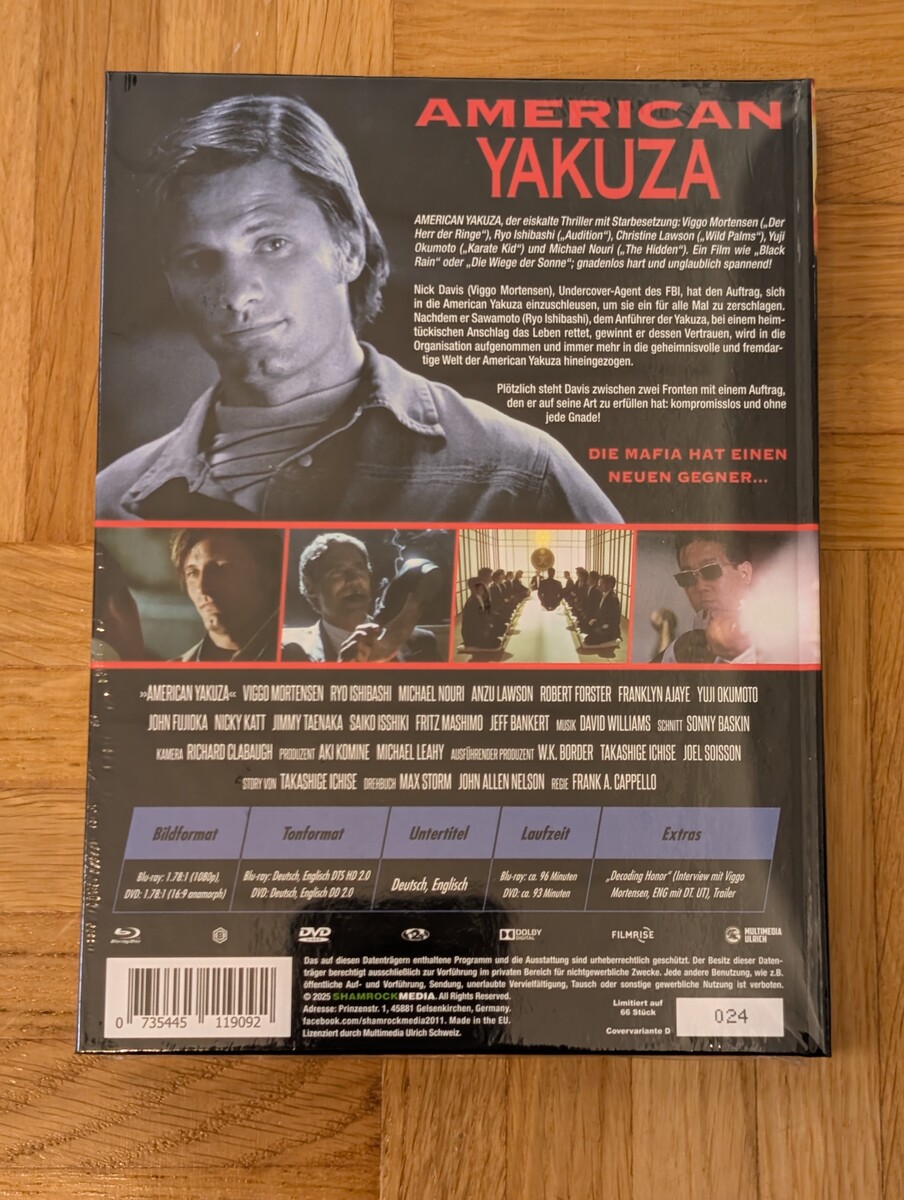 AMERICAN
YAKUZA
AMERICAN YAKUZA, der eiskalte Thriller mit Starbesetzung: Viggo Mortensen („Der
Herr der Ringe“), Ryo Ishibashi („Audition“), Christine Lawson („Wild Palms“), Yuji
Okumoto („Karate Kid“) und Michael Nouri („The Hidden“). Ein Film wie „Black
Rain“ oder „Die Wiege der Sonne“; gnadenlos hart und unglaublich spannend!
Nick Davis (Viggo Mortensen), Undercover-Agent des FBI, hat den Auftrag, sich
in die American Yakuza einzuschleusen, um sie ein für alle Mal zu zerschlagen.
Nachdem er Sawamoto (Ryo Ishibashi), dem Anführer der Yakuza, bei einem heim-
tückischen Anschlag das Leben rettet, gewinnt er dessen Vertrauen, wird in die
Organisation aufgenommen und immer mehr in die geheimnisvolle und fremdar-
tige Welt der American Yakuza hineingezogen.
Plötzlich steht Davis zwischen zwei Fronten mit einem Auftrag,
den er auf seine Art zu erfüllen hat: kompromisslos und ohne
jede Gnade!
DIE MAFIA HAT EINEN
NEUEN GEGNER...
»AMERICAN YAKUZA« VIGGO MORTENSEN RYO ISHIBASHI MICHAEL NOURI ANZU LAWSON ROBERT FORSTER FRANKLYN AJAYE YUJI OKUMOTO
JOHN FUJIOKA NICKY KATT JIMMY TAENAKA SAIKO ISSHIKI FRITZ MASHIMO JEFF BANKERT MUSIK DAVID WILLIAMS SCHNITT SONNY BASKIN
KAMERA RICHARD CLABAUGH PRODUZENT AKI KOMINE MICHAEL LEAHY AUSFÜHRENDER PRODUZENT W.K. BORDER TAKASHIGE ICHISE JOEL SOISSON
STORY VON TAKASHIGE ICHISE DREHBUCH MAX STORM JOHN ALLEN NELSON REGIE FRANK A. CAPPELLO
Bildformat Tonformat Untertitel Laufzeit Extras
Blu-ray: 1.78:1 (1080p), Blu-ray: Deutsch, Englisch DTS HD 2.0 Deutsch, Englisch Blu-ray: ca. 96 Minuten „Decoding Honor“ (Interview mit Viggo
DVD: 1.78:1 (16:9 anamorph) DVD: Deutsch, Englisch DD 2.0 DVD: ca. 93 Minuten Mortensen, ENG mit DT. UT), Trailer
Blu-ray Disc B DVD VIDEO 2 DOLBY DIGITAL FILMRISE MULTIMEDIA ULRICH
Das auf diesen Datenträgern enthaltene Programm und die Ausstattung sind urheberrechtlich geschützt. Der Besitz dieser Daten-
träger berechtigt ausschließlich zur Vorführung im privaten Bereich für nichtgewerbliche Zwecke. Jede andere Benutzung, wie z.B.
öffentliche Auf- und Vorführung, Sendung, unerlaubte Vervielfältigung, Tausch oder sonstige gewerbliche Nutzung ist verboten.
© 2025 SHAMROCKMEDIA. All Rights Reserved.
Adresse: Prinzenstr. 1, 45881 Gelsenkirchen, Germany.
facebook.com/shamrockmedia2011. Made in the EU.
Lizenziert durch Multimedia Ulrich Schweiz.
0 735445 119092
Limitiert auf
66 Stück
024
Covervariante D